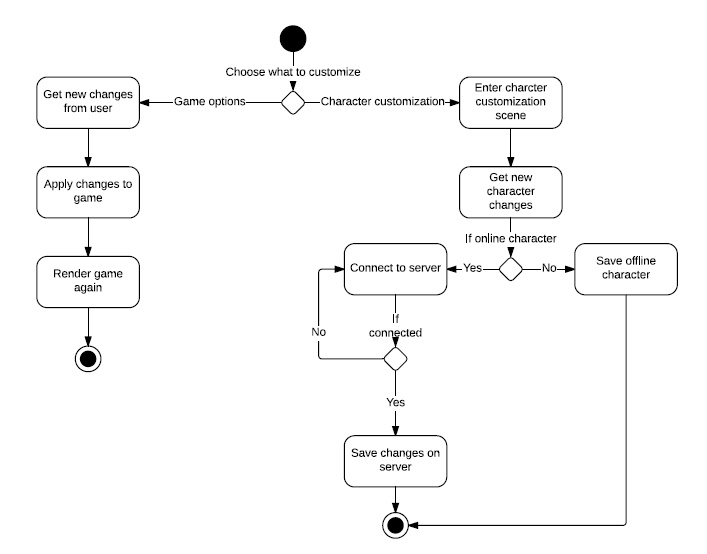 Choose what to customize
Get new changes
from user
Game options
Character customization
Enter charcter
customization
scene
Apply changes to
game
Get new
character
changes
If online character
Render game
again
Connect to server
Yes
No
Save offline
character
No
If
connected
Yes
Save changes on
server